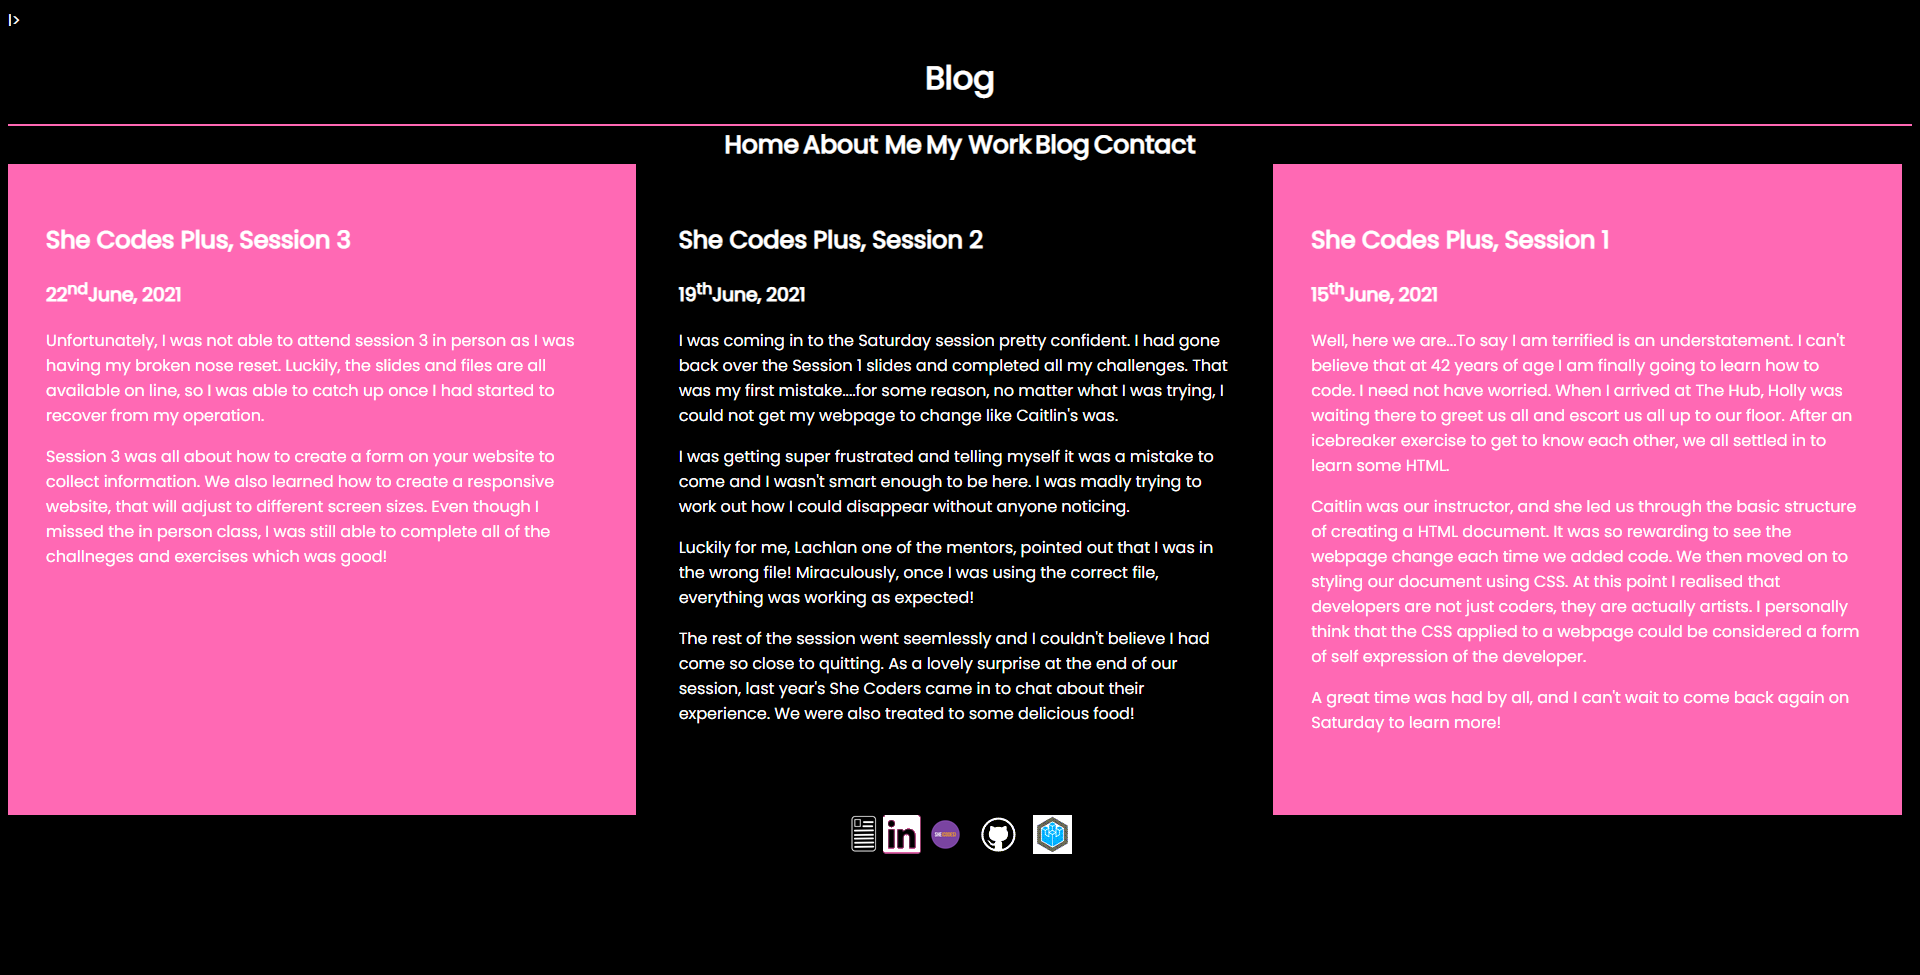 l>
Blog
Home About Me My Work Blog Contact
She Codes Plus, Session 3
22nd June, 2021
Unfortunately, I was not able to attend session 3 in person as I was
having my broken nose reset. Luckily, the slides and files are all
available on line, so I was able to catch up once I had started to
recover from my operation.
Session 3 was all about how to create a form on your website to
collect information. We also learned how to create a responsive
website, that will adjust to different screen sizes. Even though I
missed the in person class, I was still able to complete all of the
challneges and exercises which was good!
She Codes Plus, Session 2
19th June, 2021
I was coming in to the Saturday session pretty confident. I had gone
back over the Session 1 slides and completed all my challenges. That
was my first mistake....for some reason, no matter what I was trying, I
could not get my webpage to change like Caitlin's was.
I was getting super frustrated and telling myself it was a mistake to
come and I wasn't smart enough to be here. I was madly trying to
work out how I could disappear without anyone noticing.
Luckily for me, Lachlan one of the mentors, pointed out that I was in
the wrong file! Miraculously, once I was using the correct file,
everything was working as expected!
The rest of the session went seemlessly and I couldn't believe I had
come so close to quitting. As a lovely surprise at the end of our
session, last year's She Coders came in to chat about their
experience. We were also treated to some delicious food!
She Codes Plus, Session 1
15th June, 2021
Well, here we are...To say I am terrified is an understatement. I can't
believe that at 42 years of age I am finally going to learn how to
code. I need not have worried. When I arrived at The Hub, Holly was
waiting there to greet us all and escort us all up to our floor. After an
icebreaker exercise to get to know each other, we all settled in to
learn some HTML.
Caitlin was our instructor, and she led us through the basic structure
of creating a HTML document. It was so rewarding to see the
webpage change each time we added code. We then moved on to
styling our document using CSS. At this point I realised that
developers are not just coders, they are actually artists. I personally
think that the CSS applied to a webpage could be considered a form
of self expression of the developer.
A great time was had by all, and I can't wait to come back again on
Saturday to learn more!
in